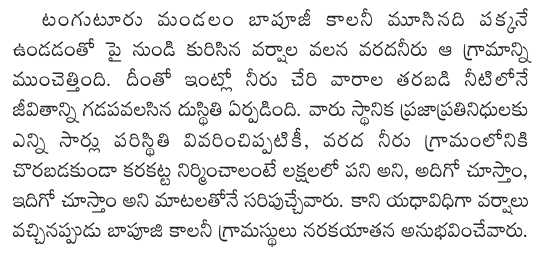 టంగుటూరు మండలం బాపూజీ కాలనీ మూసినది పక్కనే
ఉండడంతో పై నుండి కురిసిన వర్షాల వలన వరదనీరు ఆ గ్రామాన్ని
ముంచెత్తింది. దీంతో ఇంట్లో నీరు చేరి వారాల తరబడి నీటిలోనే
జీవితాన్ని గడపవలసిన దుస్థితి ఏర్పడింది. వారు స్థానిక ప్రజాప్రతినిధులకు
ఎన్ని సార్లు పరిస్థితి వివరించిప్పటికీ, వరద నీరు గ్రామంలోనికి
చొరబడకుండా కరకట్ట నిర్మించాలంటే లక్షలలో పని అని, అదిగో చూస్తాం,
ఇదిగో చూస్తాం అని మాటలతోనే సరిపుచ్చేవారు. కాని యధావిధిగా వర్షాలు
వచ్చినప్పుడు బాపూజి కాలనీ గ్రామస్థులు నరకయాతన అనుభవించేవారు.